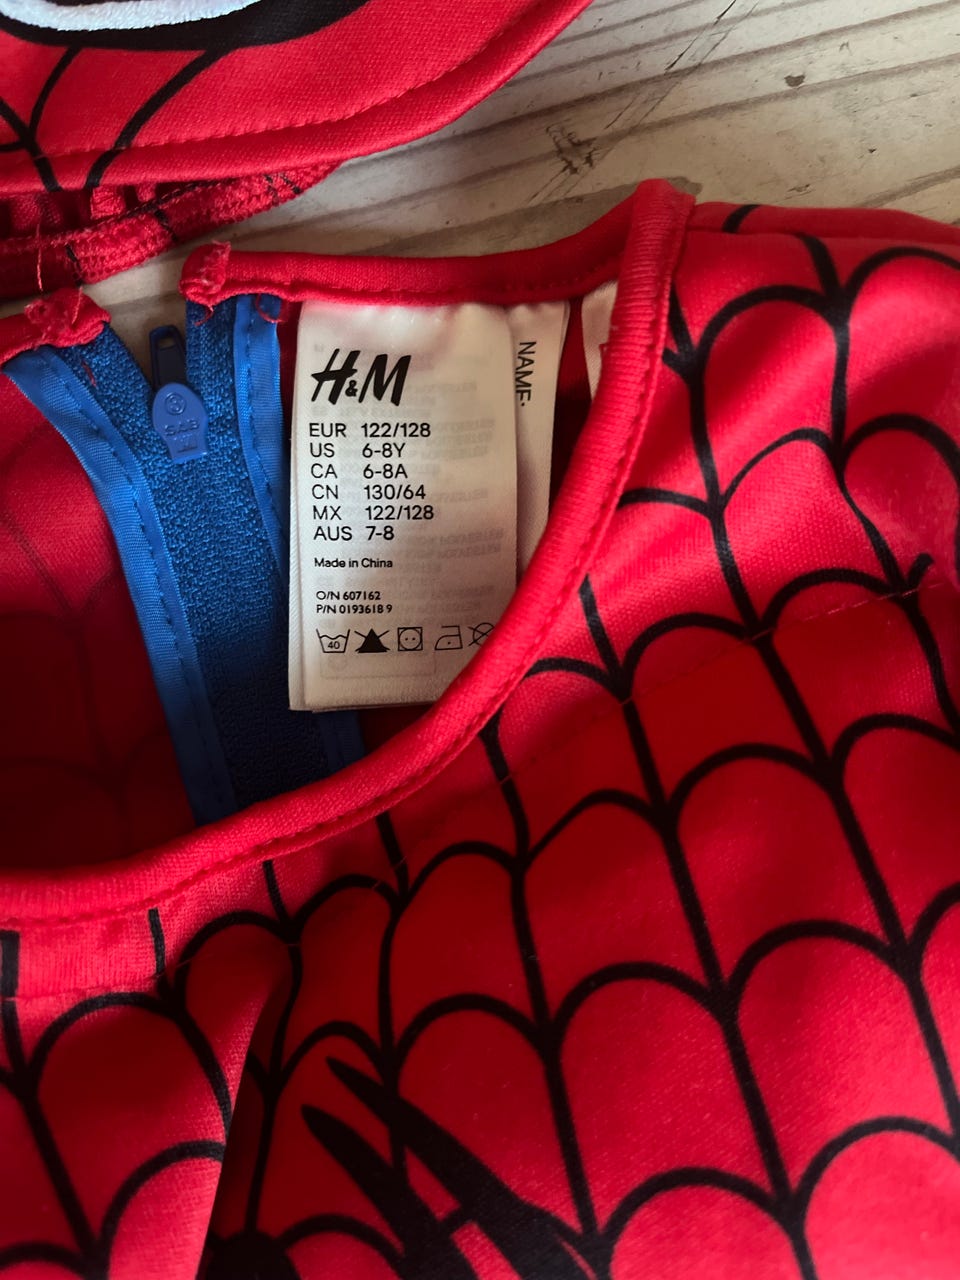 H&M
EUR 122/128
US 6-8Y
CA 6-8A
CN 130/64
MX 122/128
AUS 7-8
Made in China
O/N 607162
P/N 0193618 9
40
NAME:
SAB